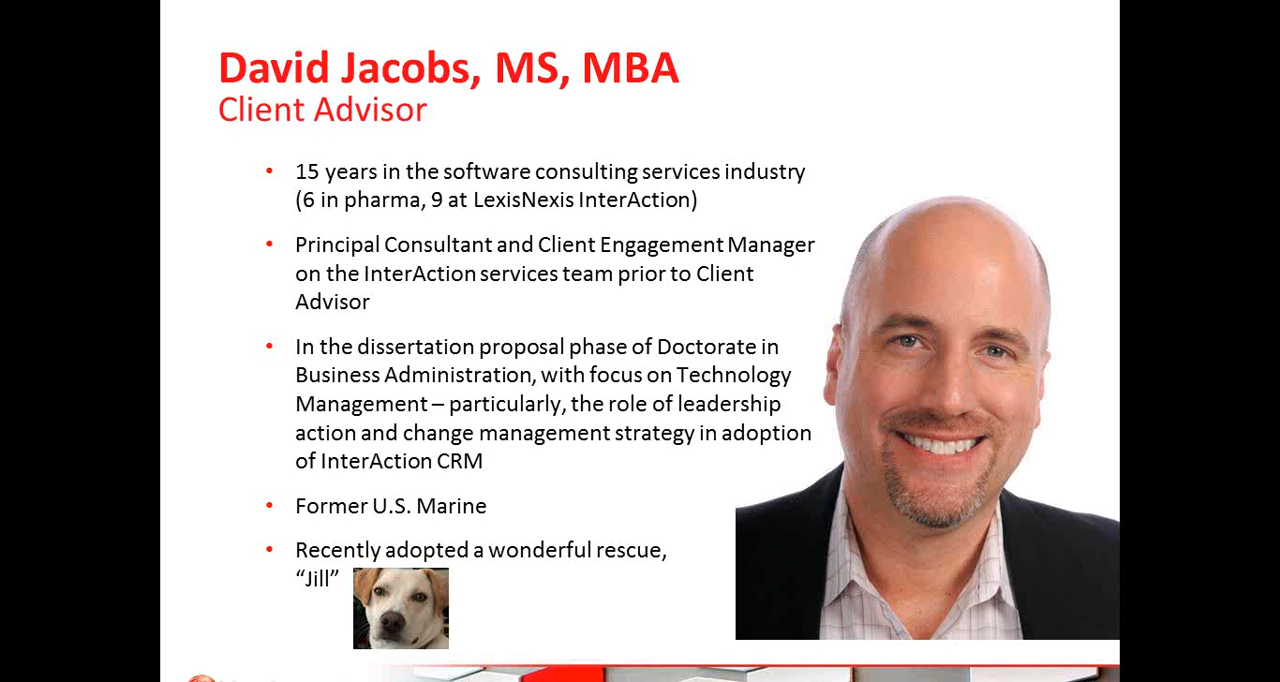 David Jacobs, MS, MBA
Client Advisor
• 15 years in the software consulting services industry
(6 in pharma, 9 at LexisNexis InterAction)
• Principal Consultant and Client Engagement Manager
on the InterAction services team prior to Client
Advisor
• In the dissertation proposal phase of Doctorate in
Business Administration, with focus on Technology
Management – particularly, the role of leadership
action and change management strategy in adoption
of InterAction CRM
• Former U.S. Marine
• Recently adopted a wonderful rescue,
“Jill”